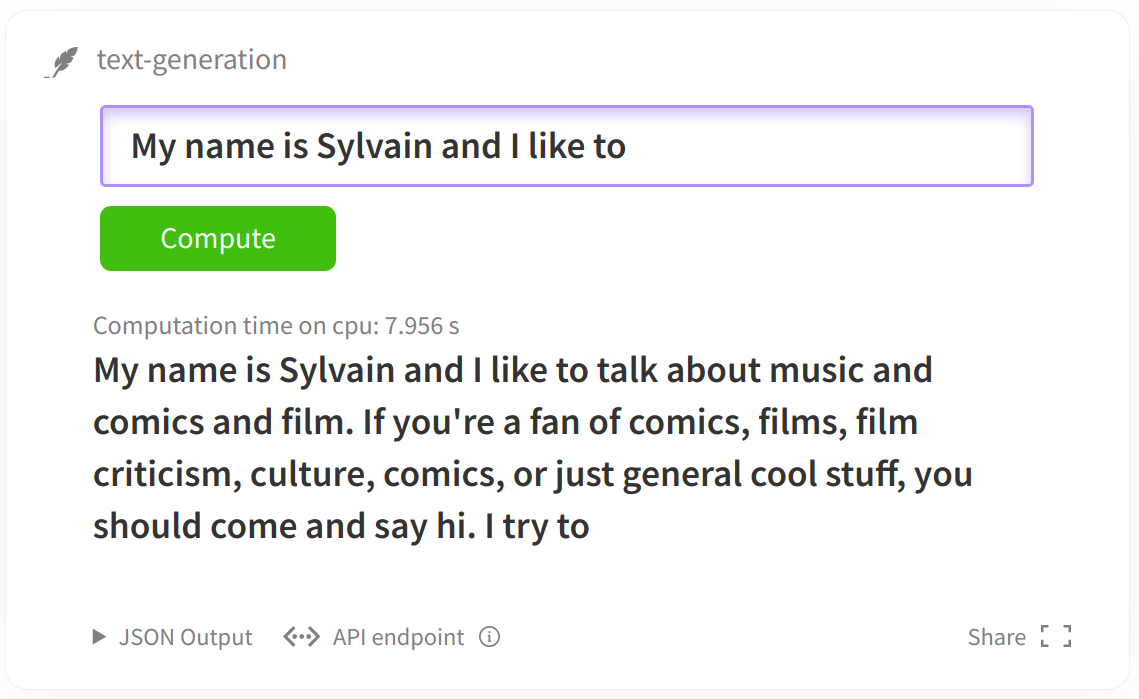 text-generation
My name is Sylvain and I like to
Compute
Computation time on cpu: 7.956 s
My name is Sylvain and I like to talk about music and
comics and film. If you're a fan of comics, films, film
criticism, culture, comics, or just general cool stuff, you
should come and say hi. I try to
JSON Output API endpoint Share